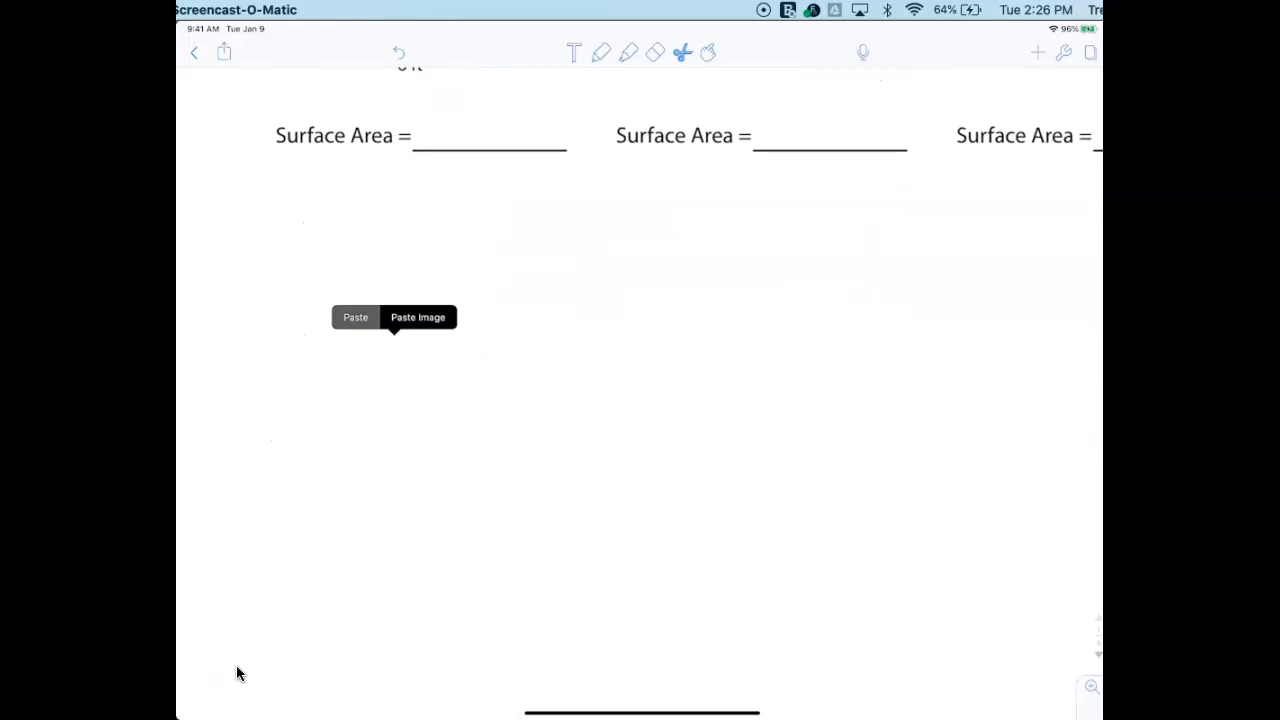 Screencast-O-Matic 64% Tue 2:26 PM Tre
9:41 AM Tue Jan 9 96%
T
Surface Area = Surface Area = Surface Area =
Paste Paste Image